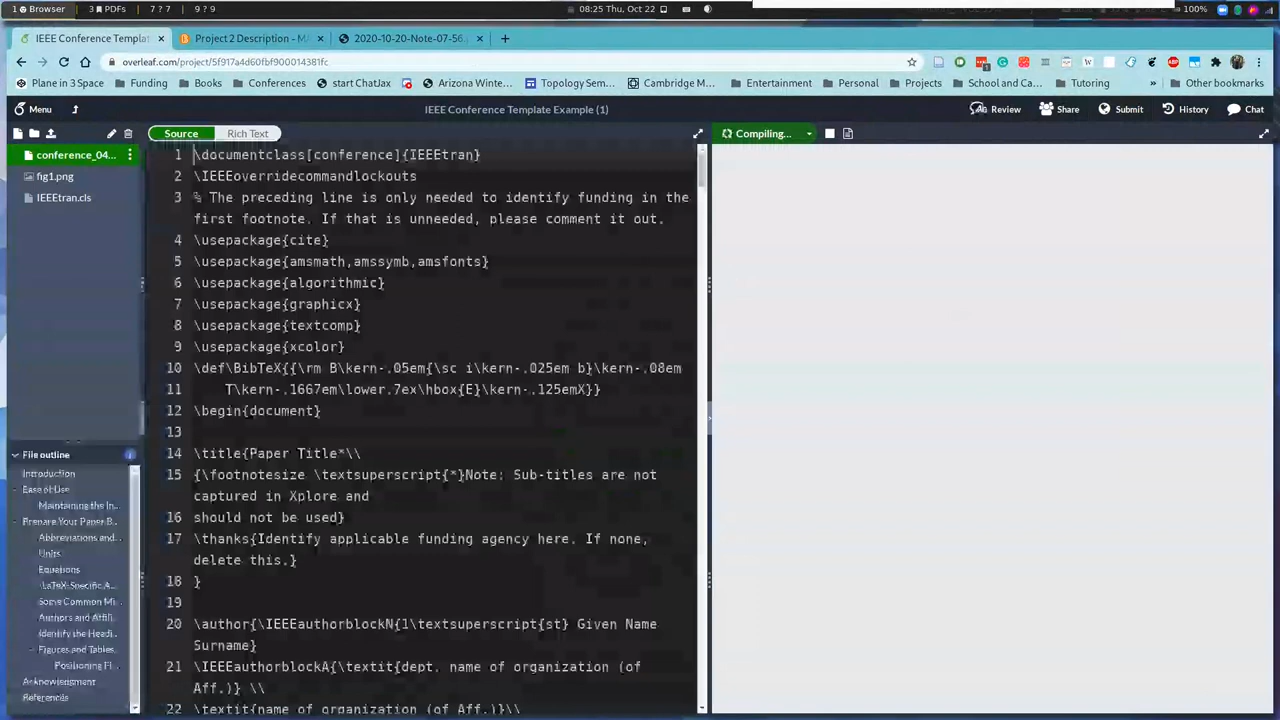 1 Browser 3 PDFs 7 ? 7 9 ? 9 08:25 Thu, Oct 22 100%
IEEE Conference Templa × Project 2 Description - M × 2020-10-20-Note-07-56... × +
overleaf.com/project/5f917a4d60fbf900014381fc
Plane in 3 Space Funding Books Conferences start ChatJax Arizona Winte... Topology Sem... Cambridge M... Entertainment Personal Projects School and Ca... Tutoring » Other bookmarks
Menu IEEE Conference Template Example (1) Review Share Submit History Chat
Source Rich Text Compiling...
conference_04...
fig1.png
IEEEtran.cls
1 \documentclass[conference]{IEEEtran}
2 \IEEEoverridecommandlockouts
3 % The preceding line is only needed to identify funding in the
first footnote. If that is unneeded, please comment it out.
4 \usepackage{cite}
5 \usepackage{amsmath,amssymb,amsfonts}
6 \usepackage{algorithmic}
7 \usepackage{graphicx}
8 \usepackage{textcomp}
9 \usepackage{xcolor}
10 \def\BibTeX{{\rm B\kern-.05em{\sc i\kern-.025em b}\kern-.08em
11 T\kern-.1667em\lower.7ex\hbox{E}\kern-.125emX}}
12 \begin{document}
13
14 \title{Paper Title*\\
15 {\footnotesize \textsuperscript{*}Note: Sub-titles are not
captured in Xplore and
16 should not be used}
17 \thanks{Identify applicable funding agency here. If none,
delete this.}
18 }
19
20 \author{\IEEEauthorblockN{1\textsuperscript{st} Given Name
Surname}
21 \IEEEauthorblockA{\textit{dept. name of organization (of
Aff.)} \\
22 \textit{name of organization (of Aff.)}\\
File outline
Introduction
Ease of Use
Maintaining the In...
Prepare Your Paper B...
Abbreviations and...
Units
Equations
\LaTeX-Specific A...
Some Common Mi...
Authors and Affili...
Identify the Headi...
Figures and Tables
Positioning Fi...
Acknowledgment
References